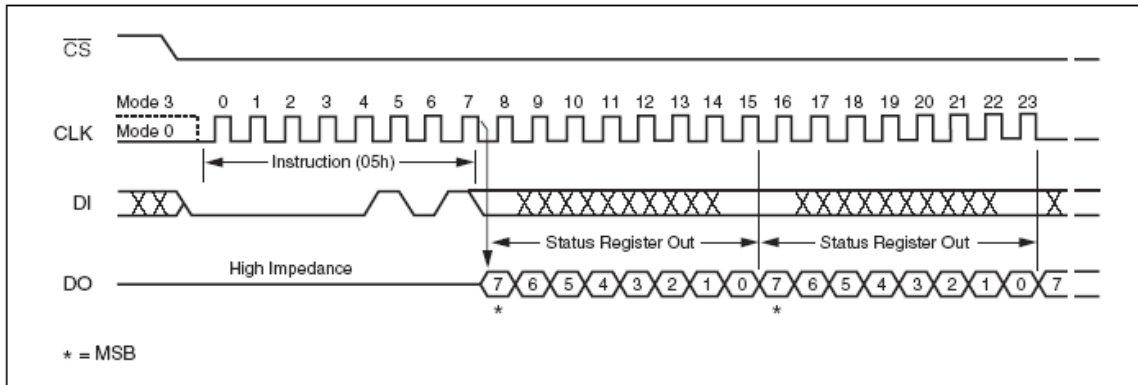 CS
Mode 3 0 1 2 3 4 5 6 7 8 9 10 11 12 13 14 15 16 17 18 19 20 21 22 23
CLK Mode 0
Instruction (05h)
DI
Status Register Out Status Register Out
High Impedance
DO 7 6 5 4 3 2 1 0 7 6 5 4 3 2 1 0 7
* *
* = MSB